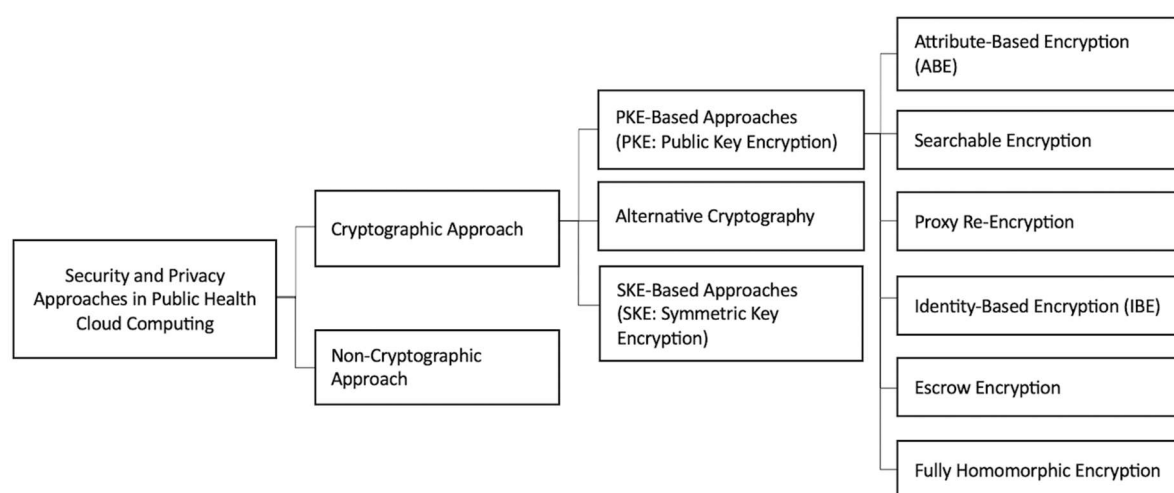 Security and Privacy
Approaches in Public Health
Cloud Computing
Cryptographic Approach
Non-Cryptographic
Approach
PKE-Based Approaches
(PKE: Public Key Encryption)
Alternative Cryptography
SKE-Based Approaches
(SKE: Symmetric Key
Encryption)
Attribute-Based Encryption
(ABE)
Searchable Encryption
Proxy Re-Encryption
Identity-Based Encryption (IBE)
Escrow Encryption
Fully Homomorphic Encryption